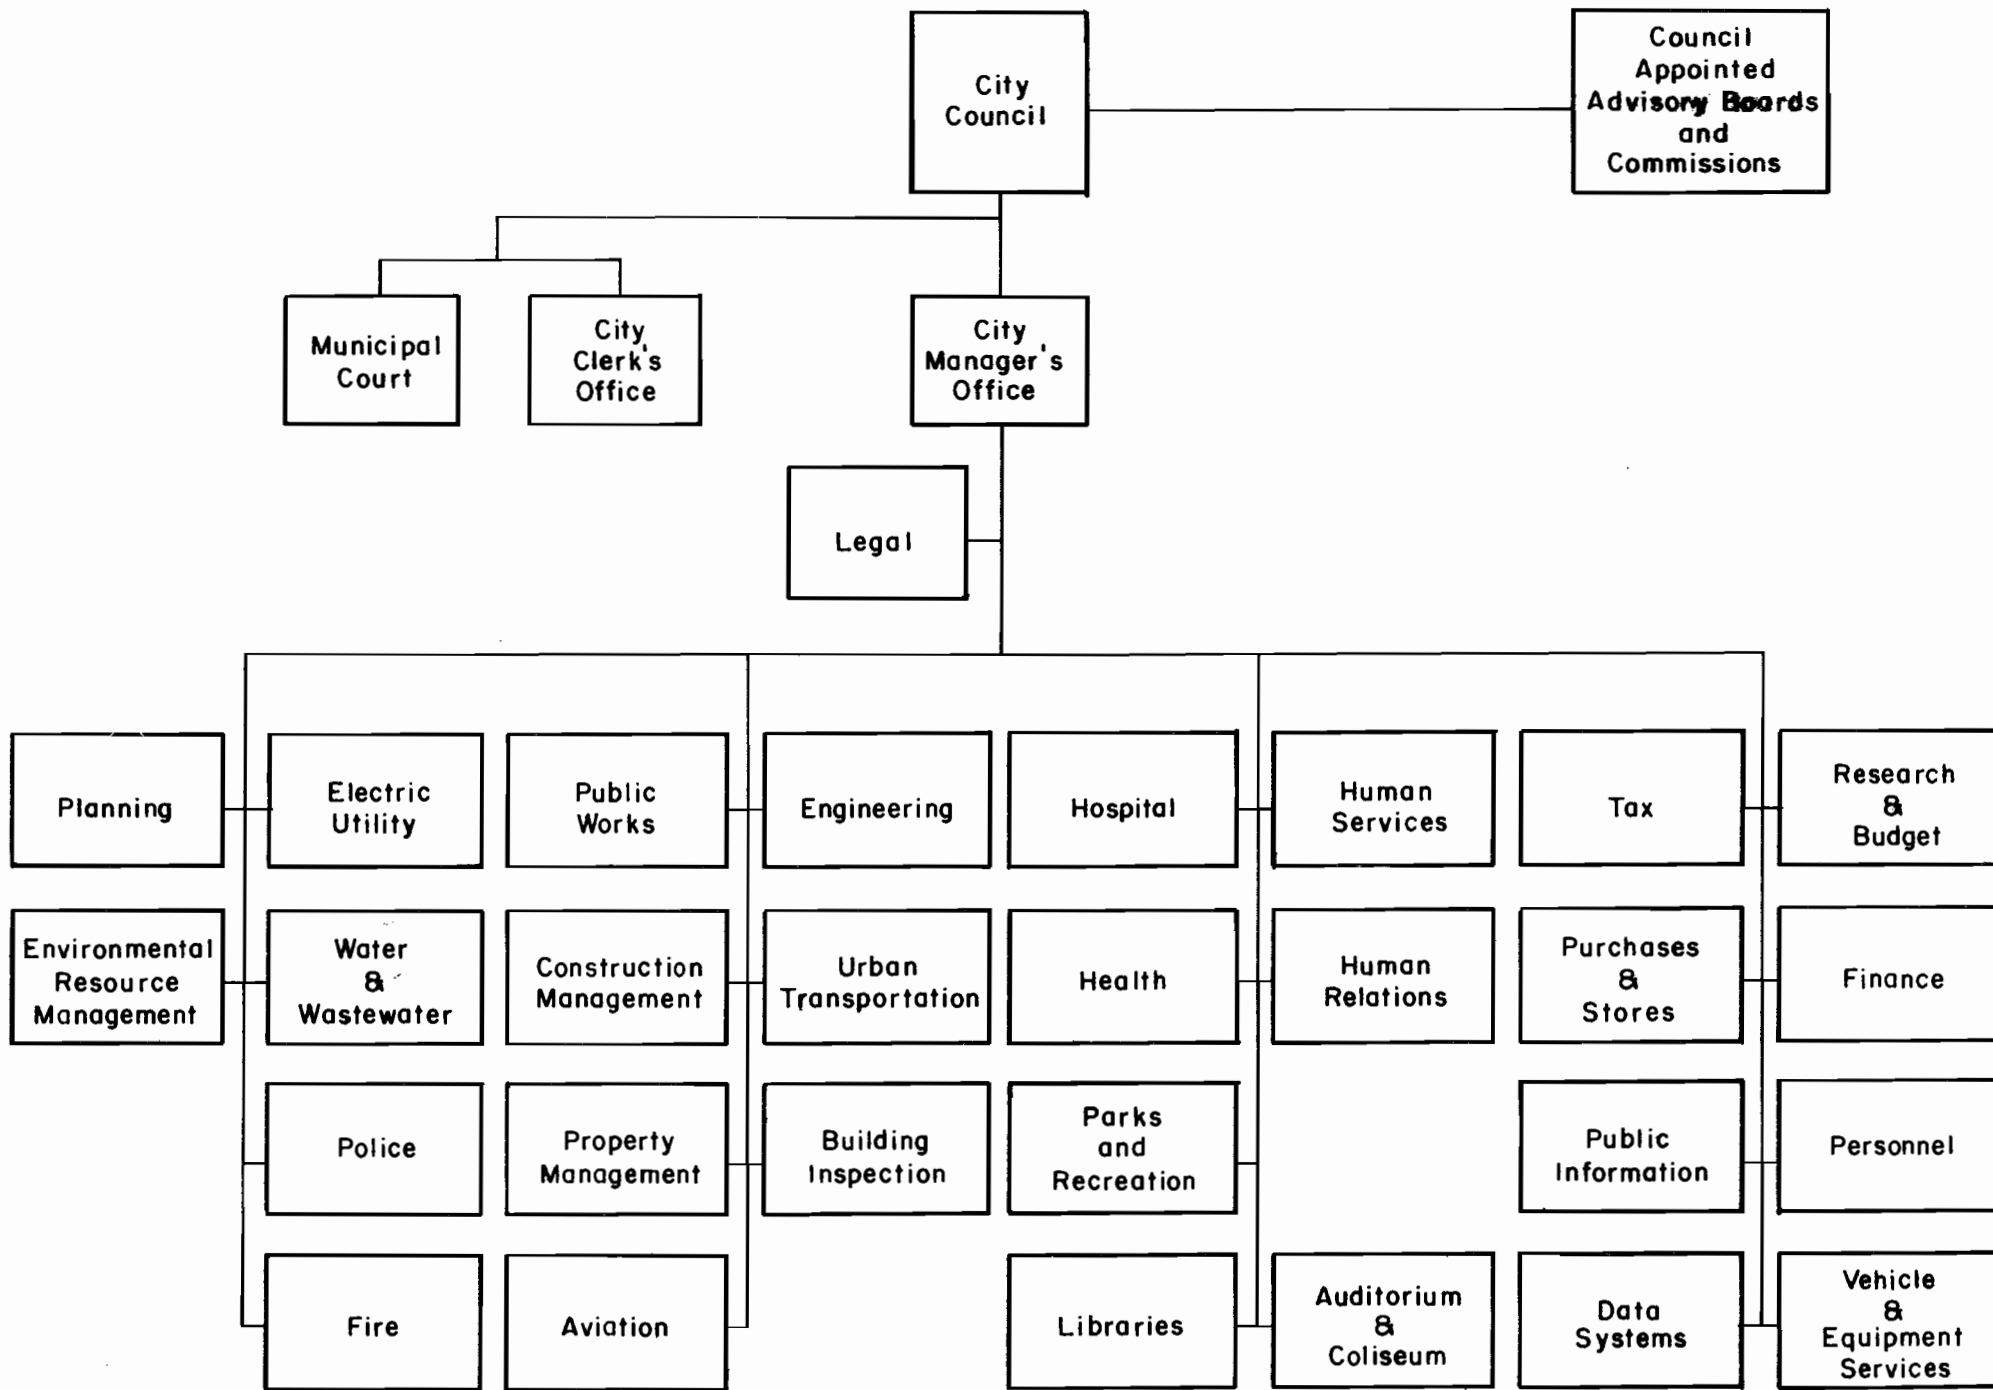 City
Council
Council
Appointed
Advisory Boards
and
Commissions
Municipal
Court
City
Clerk's
Office
City
Manager's
Office
Legal
Planning
Electric
Utility
Public
Works
Engineering
Hospital
Human
Services
Tax
Research
&
Budget
Environmental
Resource
Management
Water
&
Wastewater
Construction
Management
Urban
Transportation
Health
Human
Relations
Purchases
&
Stores
Finance
Police
Property
Management
Building
Inspection
Parks
and
Recreation
Public
Information
Personnel
Fire
Aviation
Libraries
Auditorium
&
Coliseum
Data
Systems
Vehicle
&
Equipment
Services